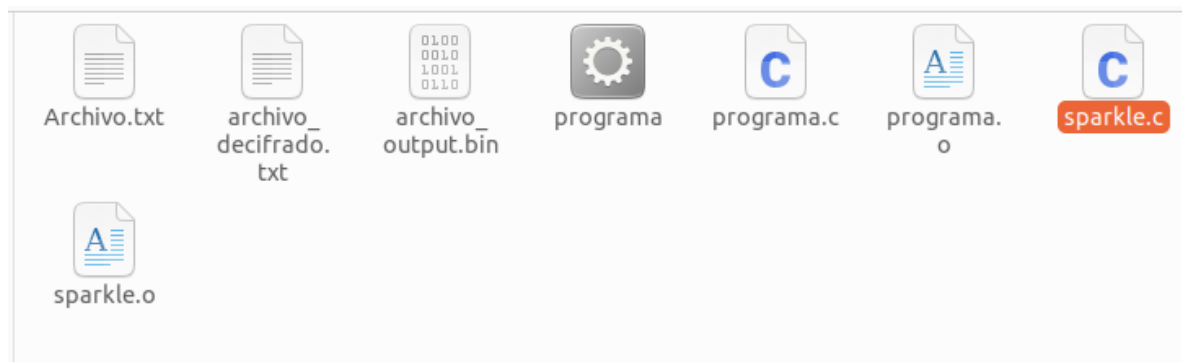 Archivo.txt
archivo_
decifrado.
txt
0100
0010
1001
0110
archivo_
output.bin
programa
C
programa.c
A
programa.
o
C
sparkle.c
A
sparkle.o